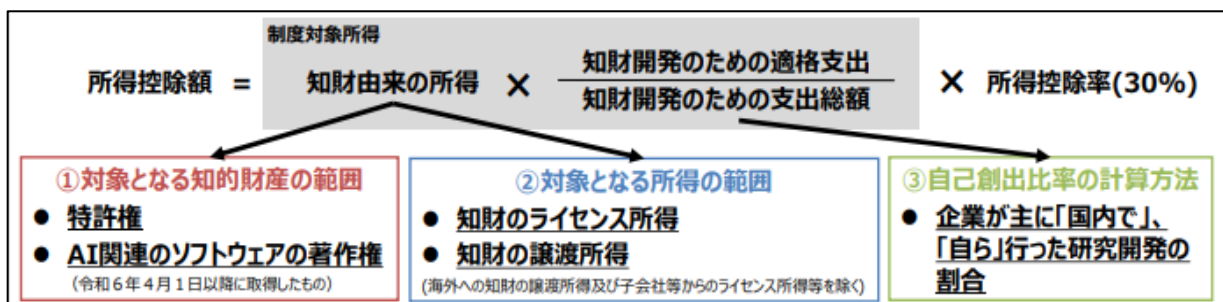 制度対象所得
所得控除額 = 知財由来の所得 × 知財開発のための適格支出 × 所得控除率(30%)
知財開発のための支出総額
①対象となる知的財産の範囲
● 特許権
● AI関連のソフトウェアの著作権
(令和6年4月1日以降に取得したもの)
②対象となる所得の範囲
● 知財のライセンス所得
● 知財の譲渡所得
(海外への知財の譲渡所得及び子会社等からのライセンス所得等を除く)
③自己創出比率の計算方法
● 企業が主に「国内で」、
「自ら」行った研究開発の
割合